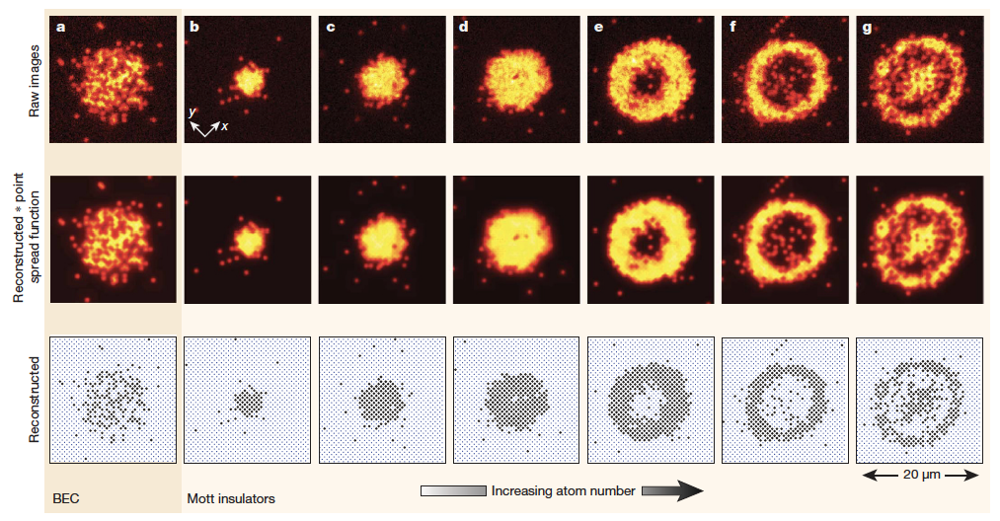 a
b
c
d
e
f
g
Raw images
y
x
Reconstructed * point
spread function
Reconstructed
20 μm
BEC
Mott insulators
Increasing atom number